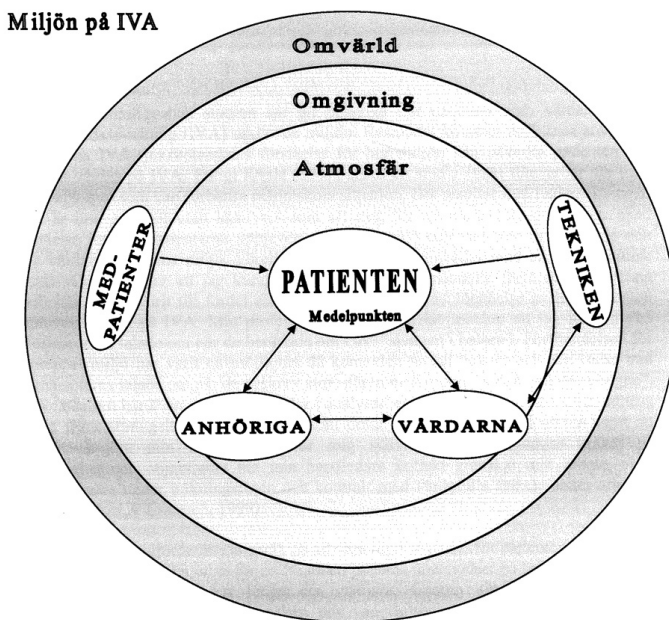 Miljön på IVA
Omvärld
Omgivning
Atmosfär
MED-
PATIENTER
TEKNIKEN
PATIENTEN
Medelpunkten
ANHÖRIGA
VÅRDARNA